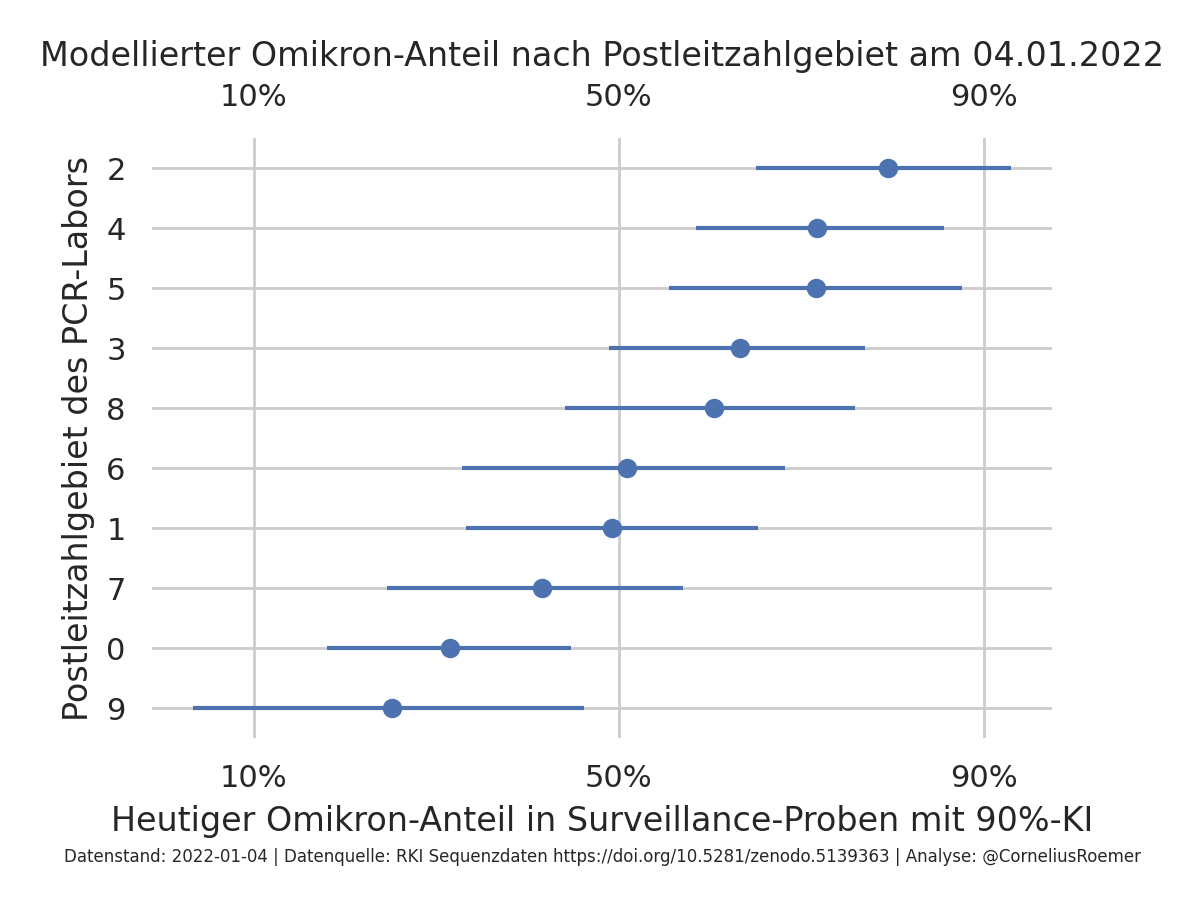 Modellierter Omikron-Anteil nach Postleitzahlgebiet am 04.01.2022
10% 50% 90%
Postleitzahlgebiet des PCR-Labors
2
4
5
3
8
6
1
7
0
9
10% 50% 90%
Heutiger Omikron-Anteil in Surveillance-Proben mit 90%-KI
Datenstand: 2022-01-04 | Datenquelle: RKI Sequenzdaten https://doi.org/10.5281/zenodo.5139363 | Analyse: @CorneliusRoemer